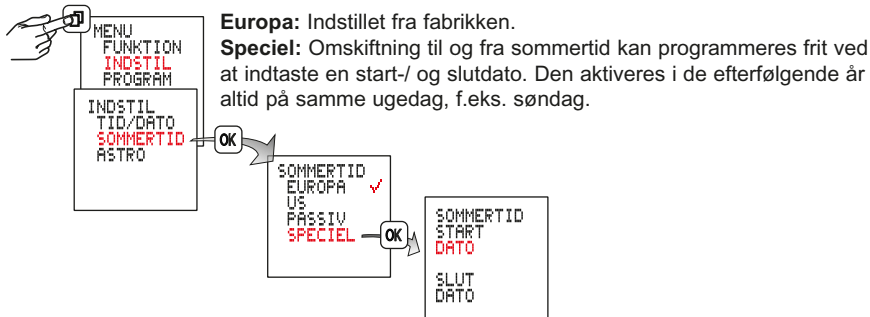 Europa: Indstillet fra fabrikken.
Speciel: Omskiftning til og fra sommertid kan programmeres frit ved
at indtaste en start-/ og slutdato. Den aktiveres i de efterfølgende år
altid på samme ugedag, f.eks. søndag.
MENU
FUNKTION
INDSTIL
PROGRAM
INDSTIL
TID/DATO
SOMMERTID
ASTRO
OK
SOMMERTID
EUROPA ✓
US
PASSIV
SPECIEL
OK
SOMMERTID
START
DATO
SLUT
DATO